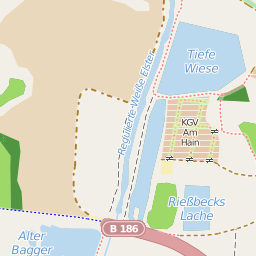 Tiefe
Wiese
Regulierte Weiße Elster
KGV
Am
Hain
Rießbecks
Lache
B 186
Alter
Bagger